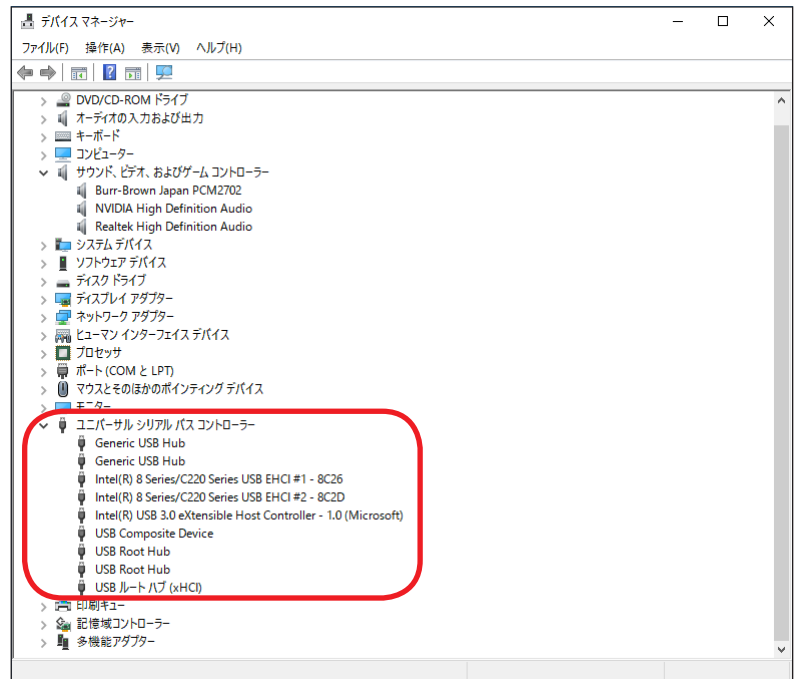 デバイス マネージャー
ファイル(F) 操作(A) 表示(V) ヘルプ(H)
DVD/CD-ROM ドライブ
オーディオの入力および出力
キーボード
コンピューター
サウンド、ビデオ、およびゲーム コントローラー
Burr-Brown Japan PCM2702
NVIDIA High Definition Audio
Realtek High Definition Audio
システム デバイス
ソフトウェア デバイス
ディスク ドライブ
ディスプレイ アダプター
ネットワーク アダプター
ヒューマン インターフェイス デバイス
プロセッサ
ポート (COM と LPT)
マウスとそのほかのポインティング デバイス
モニター
ユニバーサル シリアル バス コントローラー
Generic USB Hub
Generic USB Hub
Intel(R) 8 Series/C220 Series USB EHCI #1 - 8C26
Intel(R) 8 Series/C220 Series USB EHCI #2 - 8C2D
Intel(R) USB 3.0 eXtensible Host Controller - 1.0 (Microsoft)
USB Composite Device
USB Root Hub
USB Root Hub
USB ルート ハブ (xHCI)
印刷キュー
記憶域コントローラー
多機能アダプター